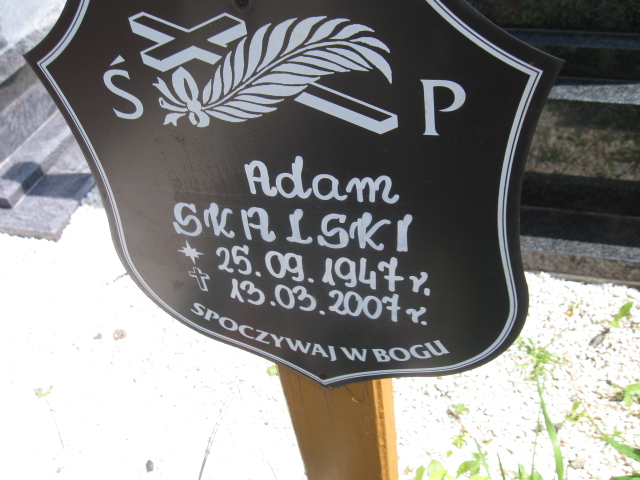 Ś P
Adam
SKALSKI
25.09.1947 r.
13.03.2007 r.
SPOCZYWAJ W BOGU